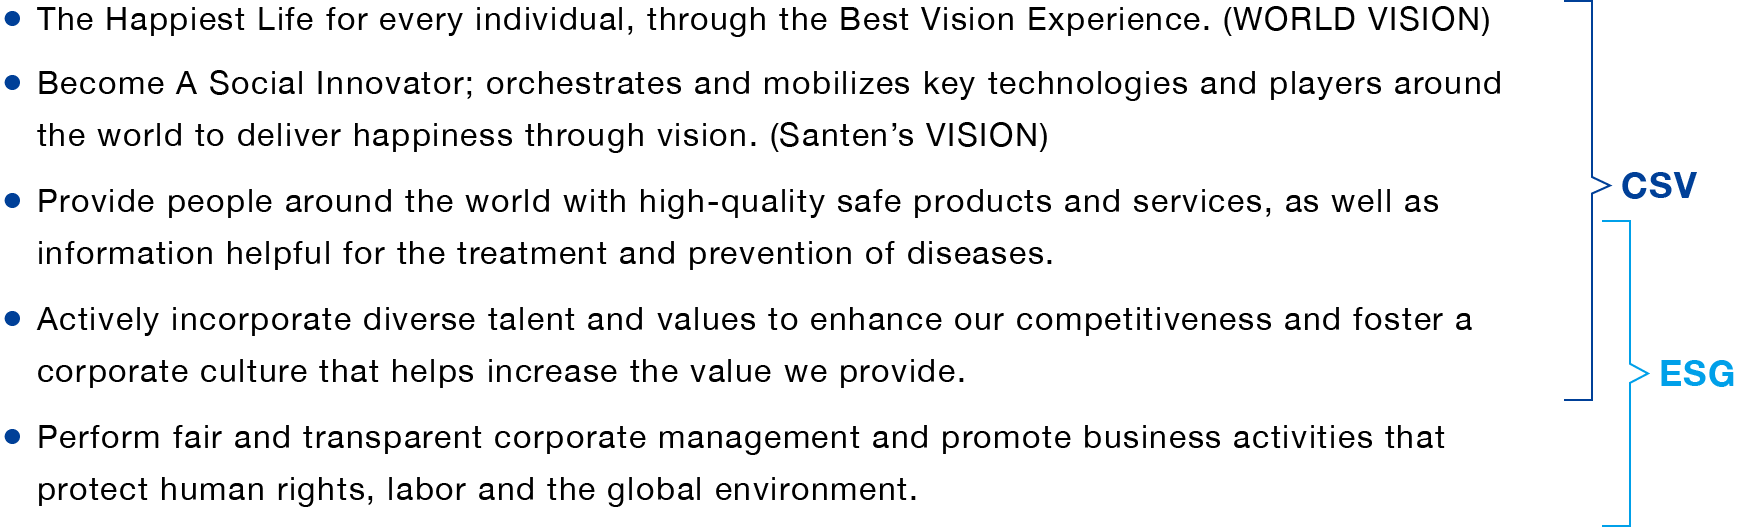 ● The Happiest Life for every individual, through the Best Vision Experience. (WORLD VISION)
● Become A Social Innovator; orchestrates and mobilizes key technologies and players around
the world to deliver happiness through vision. (Santen’s VISION)
● Provide people around the world with high-quality safe products and services, as well as
information helpful for the treatment and prevention of diseases.
● Actively incorporate diverse talent and values to enhance our competitiveness and foster a
corporate culture that helps increase the value we provide.
● Perform fair and transparent corporate management and promote business activities that
protect human rights, labor and the global environment.
CSV
ESG